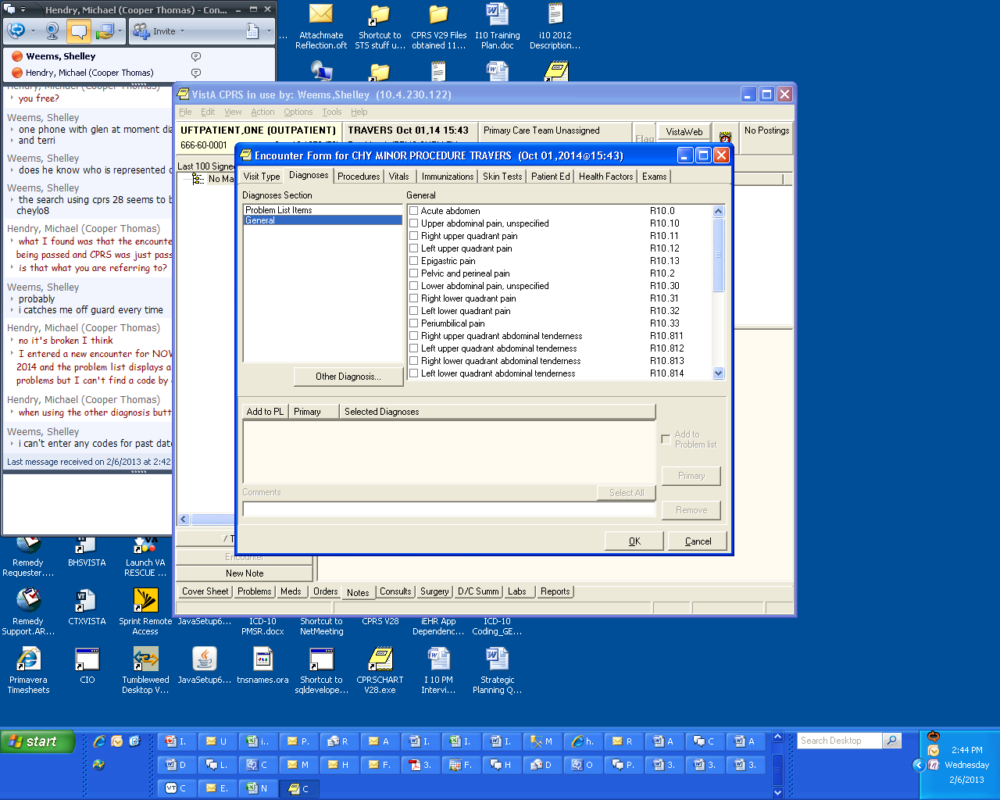 Hendry, Michael (Cooper Thomas) - Con...
Invite
Weems, Shelley
Hendry, Michael (Cooper Thomas)
Hendry, Michael (Cooper Thomas)
you free?
Weems, Shelley
one phone with glen at moment dia
and terri
Weems, Shelley
does he know who is represented o
Weems, Shelley
the search using cprs 28 seems to b
cheylo8
Hendry, Michael (Cooper Thomas)
what I found was that the encounte
being passed and CPRS was just pass
is that what you are referring to?
Weems, Shelley
probably
i catches me off guard every time
Hendry, Michael (Cooper Thomas)
no it's broken I think
I entered a new encounter for NOV
2014 and the problem list displays a
problems but I can't find a code by
Hendry, Michael (Cooper Thomas)
when using the other diagnosis butt
Weems, Shelley
i can't enter any codes for past date
Last message received on 2/6/2013 at 2:42
Attachmate
Reflection.oft
Shortcut to
STS stuff u...
CPRS V29 Files
obtained 11...
I10 Training
Plan.doc
i10 2012
Description...
VistA CPRS in use by: Weems,Shelley (10.4.230.122)
File Edit View Action Options Tools Help
UFTPATIENT,ONE (OUTPATIENT)
666-60-0001
TRAVERS Oct 01,14 15:43
Primary Care Team Unassigned
Flag
VistaWeb
No Postings
Last 100 Signe
No Ma
Encounter Form for CHY MINOR PROCEDURE TRAVERS (Oct 01,2014@15:43)
Visit Type Diagnoses Procedures Vitals Immunizations Skin Tests Patient Ed Health Factors Exams
Diagnoses Section
Problem List Items
General
Other Diagnosis...
General
Acute abdomen R10.0
Upper abdominal pain, unspecified R10.10
Right upper quadrant pain R10.11
Left upper quadrant pain R10.12
Epigastric pain R10.13
Pelvic and perineal pain R10.2
Lower abdominal pain, unspecified R10.30
Right lower quadrant pain R10.31
Left lower quadrant pain R10.32
Periumbilical pain R10.33
Right upper quadrant abdominal tenderness R10.811
Left upper quadrant abdominal tenderness R10.812
Right lower quadrant abdominal tenderness R10.813
Left lower quadrant abdominal tenderness R10.814
Add to PL Primary Selected Diagnoses
Add to
Problem list
Primary
Comments
Select All
Remove
OK
Cancel
/ T
Encounter
New Note
Cover Sheet Problems Meds Orders Notes Consults Surgery D/C Summ Labs Reports
Remedy
Requester....
BHSVISTA
Launch VA
RESCUE ...
Remedy
Support.AR...
CTXVISTA
Sprint Remote
Access
JavaSetup6...
ICD-10
PMSR.docx
Shortcut to
NetMeeting
CPRS V28
iEHR App
Dependenc...
ICD-10
Coding_GE...
Primavera
Timesheets
CIO
Tumbleweed
Desktop V...
JavaSetup6...
tnsnames.ora
Shortcut to
sqldevelope...
CPRSCHART
V28.exe
I 10 PM
Intervi...
Strategic
Planning Q...
start
I. U i.. P. R A I. I. I. M h. R A C A
D L. C M H F. 3. F. H D O P. 3. 3. 3.
C E. N C
Search Desktop
2:44 PM
Wednesday
2/6/2013